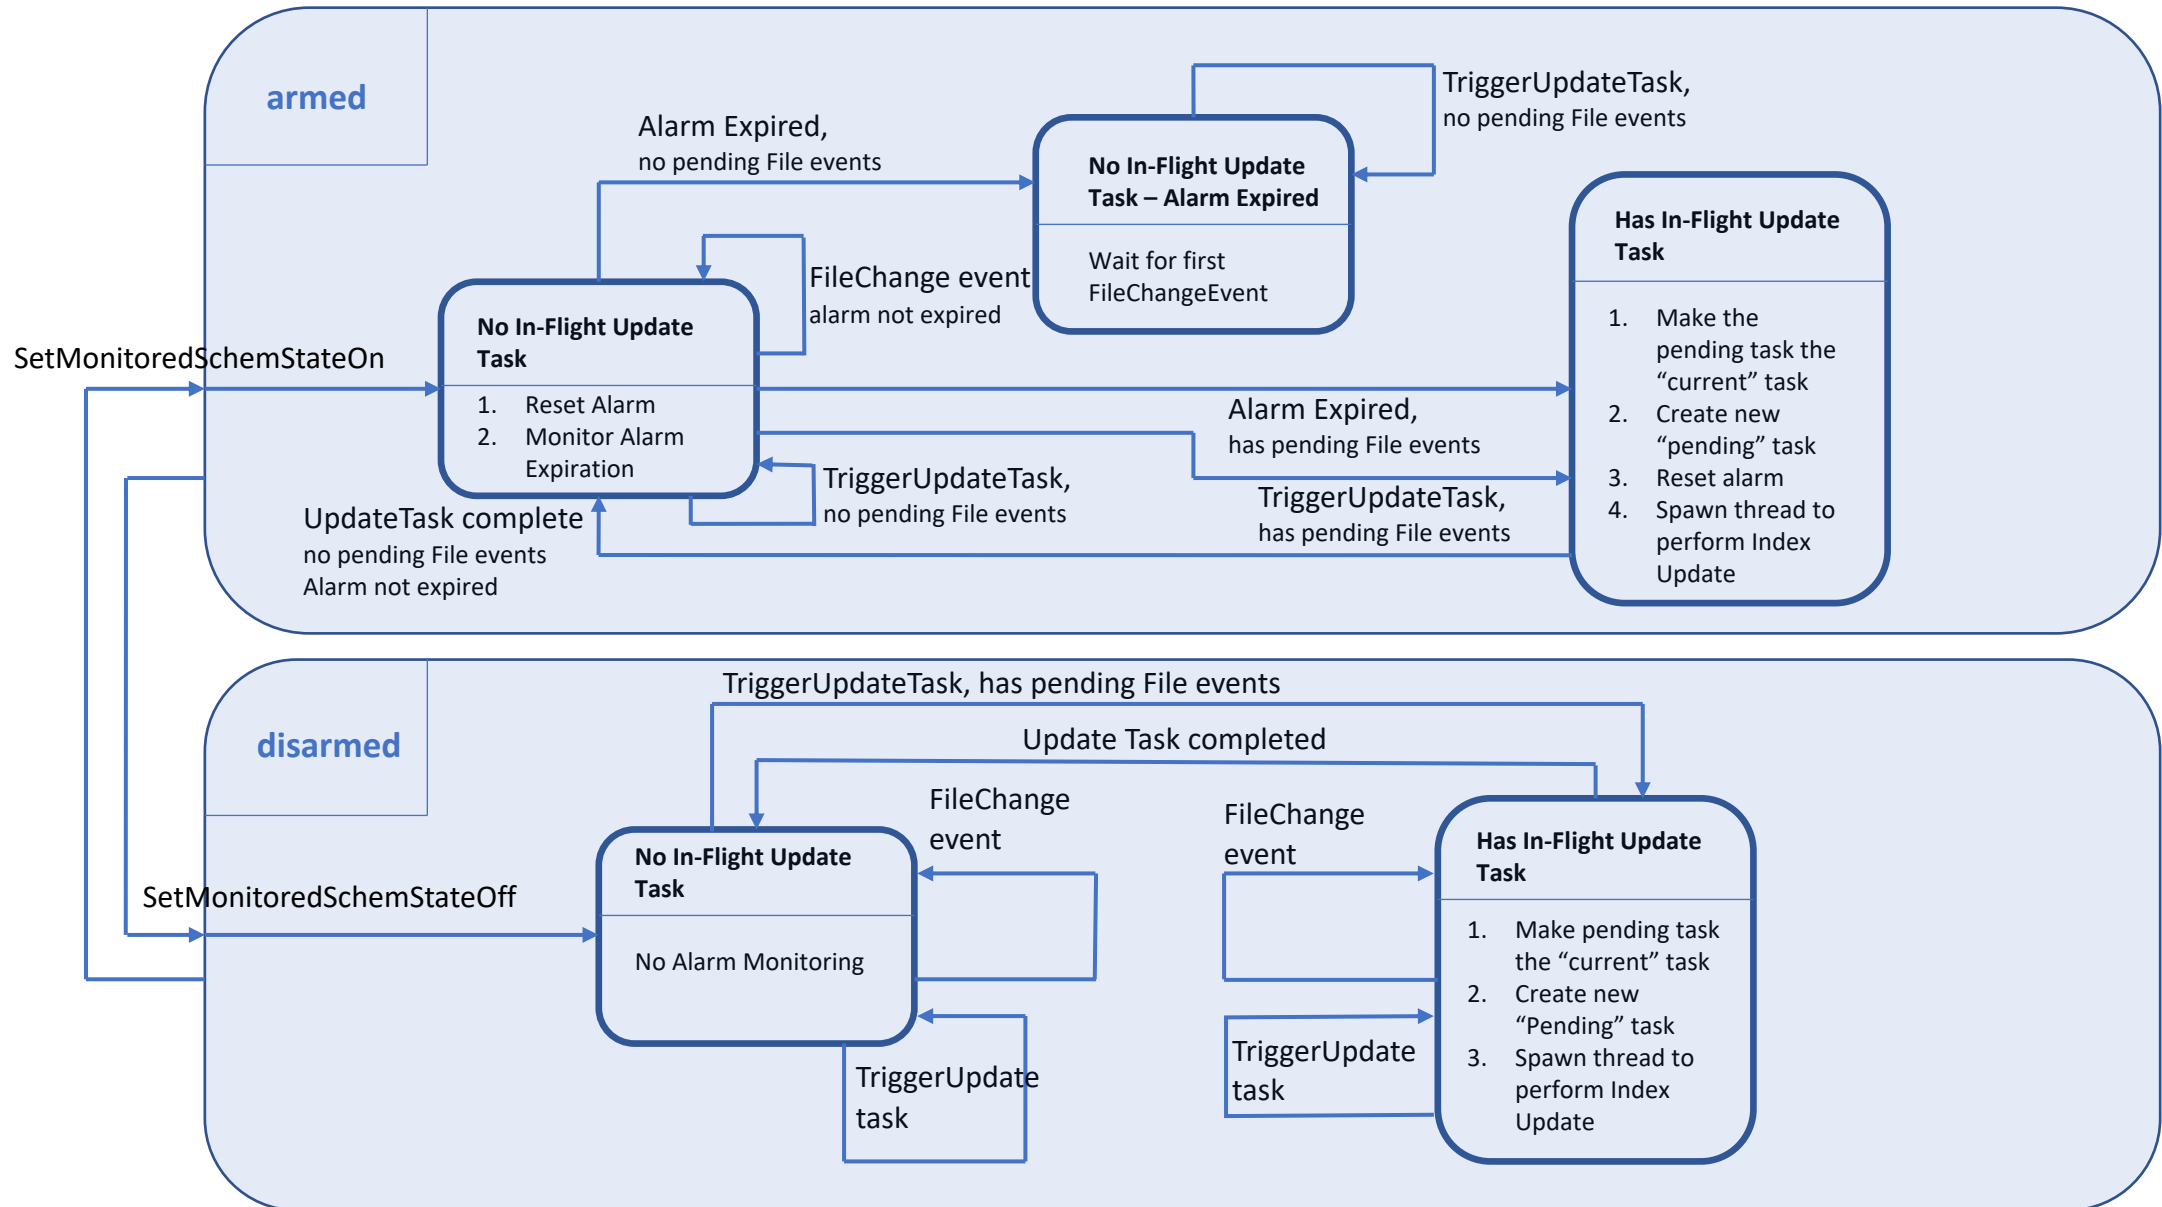 armed
Alarm Expired,
no pending File events
TriggerUpdateTask,
no pending File events
No In-Flight Update
Task – Alarm Expired
Wait for first
FileChangeEvent
Has In-Flight Update
Task
1. Make the
pending task the
“current” task
2. Create new
“pending” task
3. Reset alarm
4. Spawn thread to
perform Index
Update
FileChange event
alarm not expired
No In-Flight Update
Task
1. Reset Alarm
2. Monitor Alarm
Expiration
SetMonitoredSchemStateOn
Alarm Expired,
has pending File events
TriggerUpdateTask,
no pending File events
TriggerUpdateTask,
has pending File events
UpdateTask complete
no pending File events
Alarm not expired
disarmed
TriggerUpdateTask, has pending File events
Update Task completed
FileChange
event
FileChange
event
No In-Flight Update
Task
No Alarm Monitoring
SetMonitoredSchemStateOff
Has In-Flight Update
Task
1. Make pending task
the “current” task
2. Create new
“Pending” task
3. Spawn thread to
perform Index
Update
TriggerUpdate
task
TriggerUpdate
task